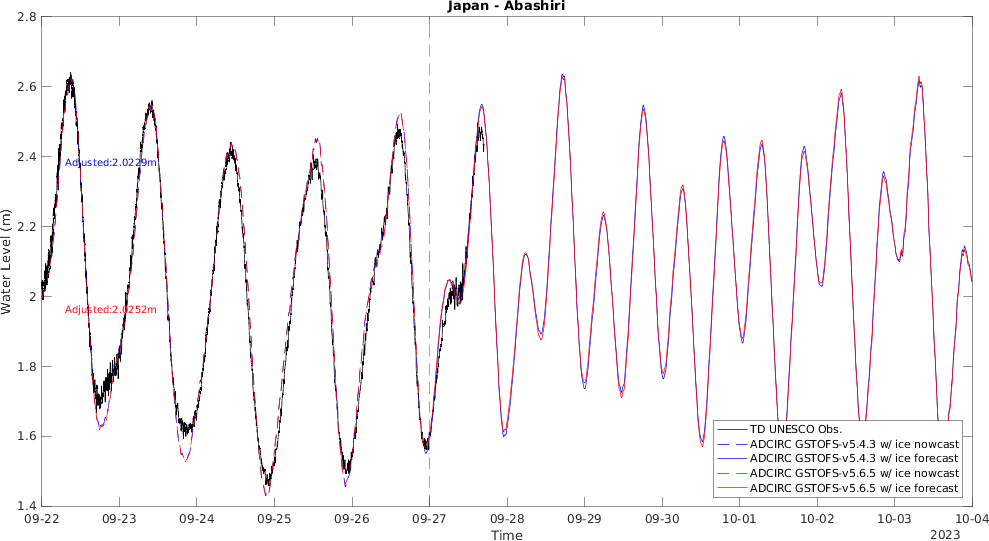 Japan - Abashiri
2.8
2.6
2.4
2.2
2
1.8
1.6
1.4
Water Level (m)
Adjusted:2.0229m
Adjusted:2.0252m
TD UNESCO Obs.
ADCIRC GSTOFS-v5.4.3 w/ ice nowcast
ADCIRC GSTOFS-v5.4.3 w/ ice forecast
ADCIRC GSTOFS-v5.6.5 w/ ice nowcast
ADCIRC GSTOFS-v5.6.5 w/ ice forecast
09-22 09-23 09-24 09-25 09-26 09-27 09-28 09-29 09-30 10-01 10-02 10-03 10-04
Time
2023